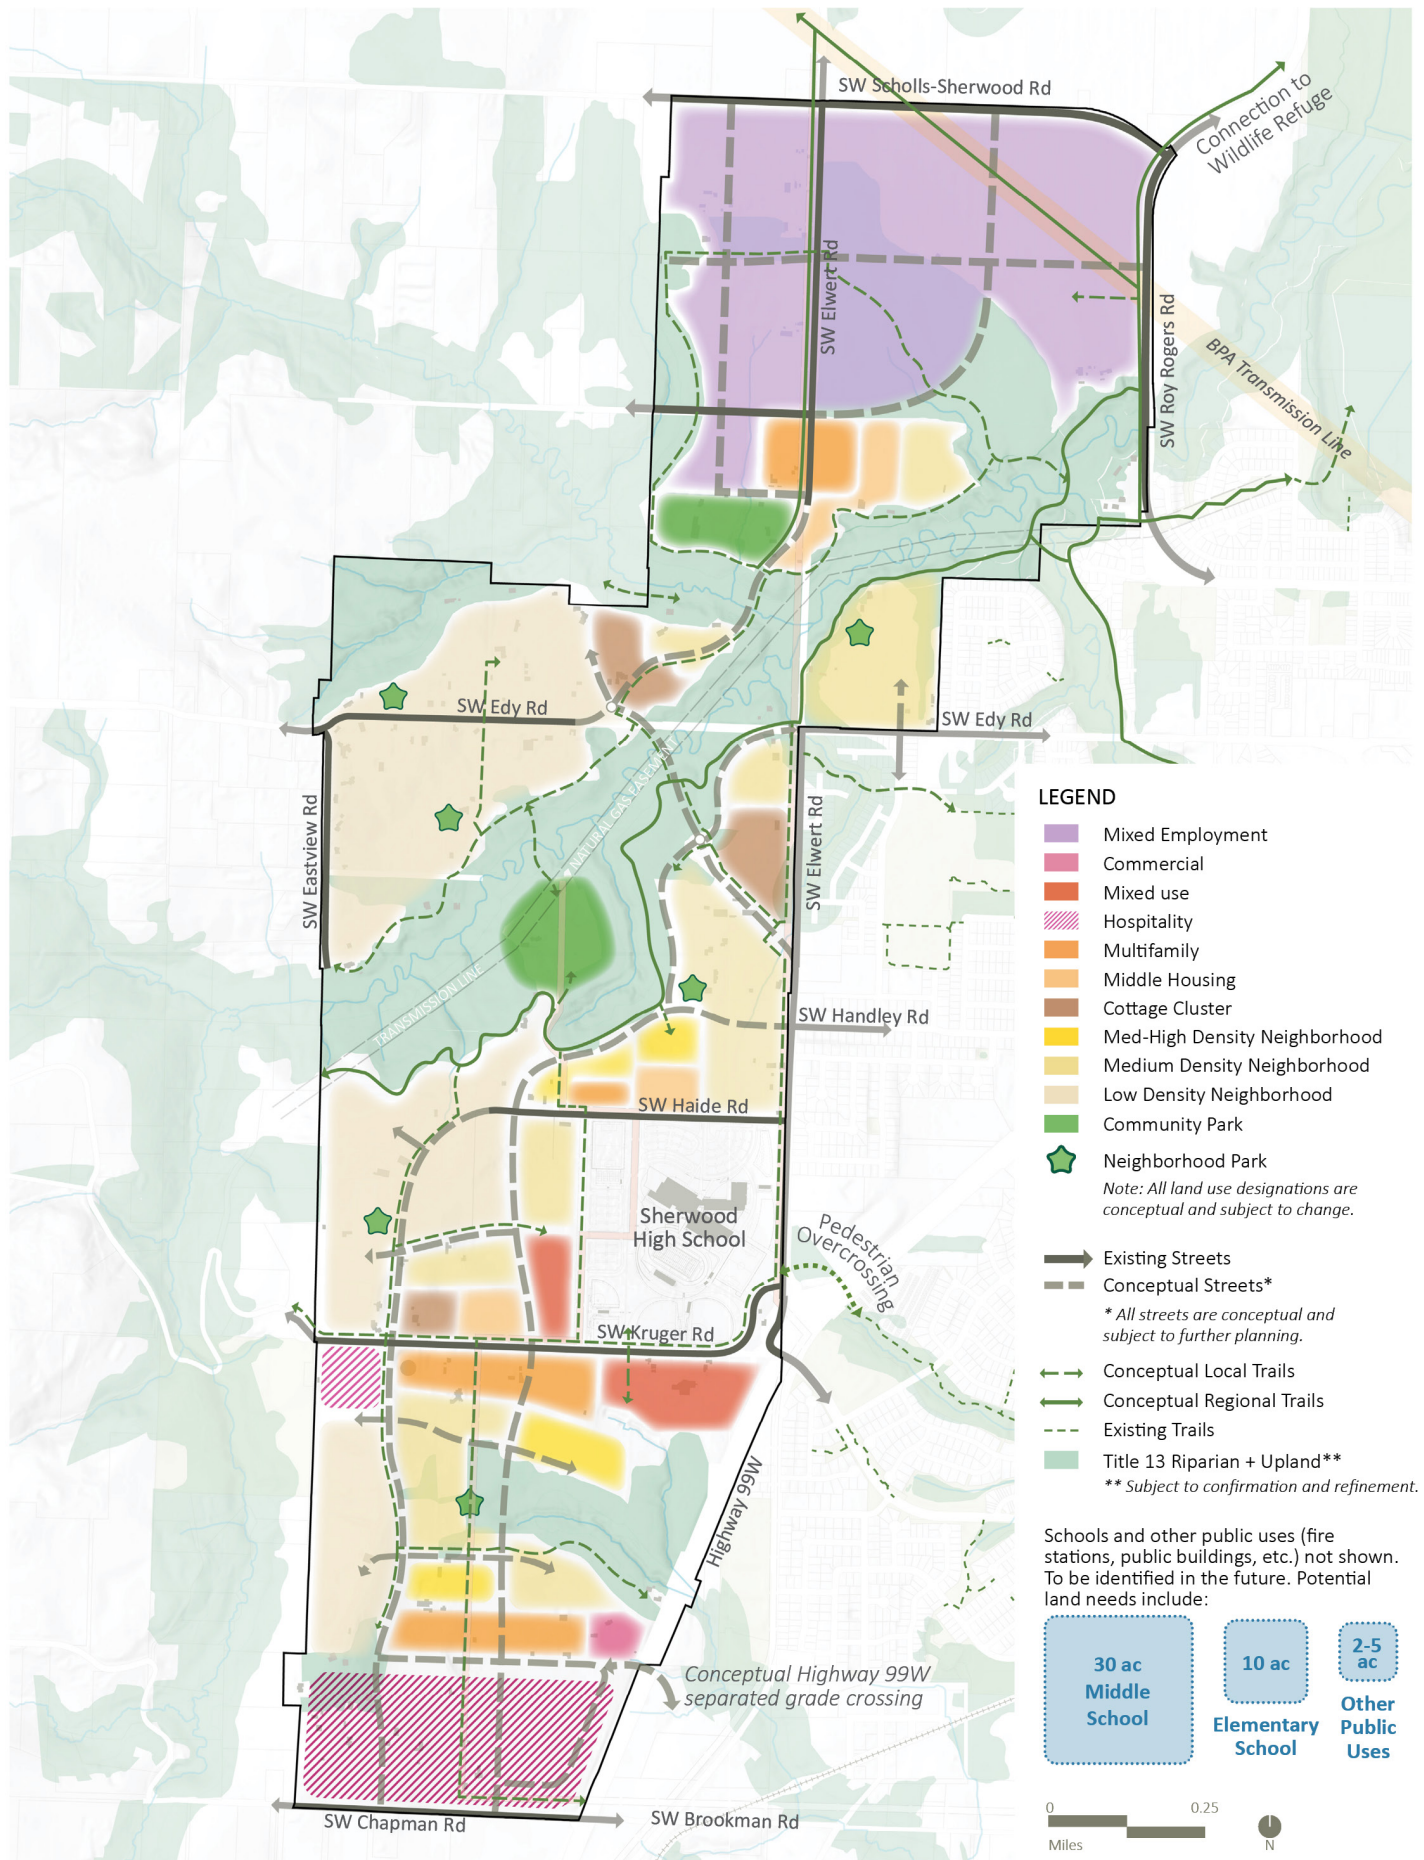 SW Scholls-Sherwood Rd
Connection to
Wildlife Refuge
SW Elwert Rd
SW Roy Rogers Rd
BPA Transmission Line
SW Edy Rd
SW Edy Rd
NATURAL GAS EASEMENT
SW Eastview Rd
SW Elwert Rd
TRANSMISSION LINE
SW Handley Rd
SW Haide Rd
Sherwood
High School
Pedestrian
Overcrossing
SW Kruger Rd
Highway 99W
Conceptual Highway 99W
separated grade crossing
SW Chapman Rd
SW Brookman Rd
LEGEND
Mixed Employment
Commercial
Mixed use
Hospitality
Multifamily
Middle Housing
Cottage Cluster
Med-High Density Neighborhood
Medium Density Neighborhood
Low Density Neighborhood
Community Park
Neighborhood Park
Note: All land use designations are
conceptual and subject to change.
Existing Streets
Conceptual Streets*
* All streets are conceptual and
subject to further planning.
Conceptual Local Trails
Conceptual Regional Trails
Existing Trails
Title 13 Riparian + Upland**
** Subject to confirmation and refinement.
Schools and other public uses (fire
stations, public buildings, etc.) not shown.
To be identified in the future. Potential
land needs include:
30 ac
Middle
School
10 ac
Elementary
School
2-5
ac
Other
Public
Uses
0 0.25
Miles
N